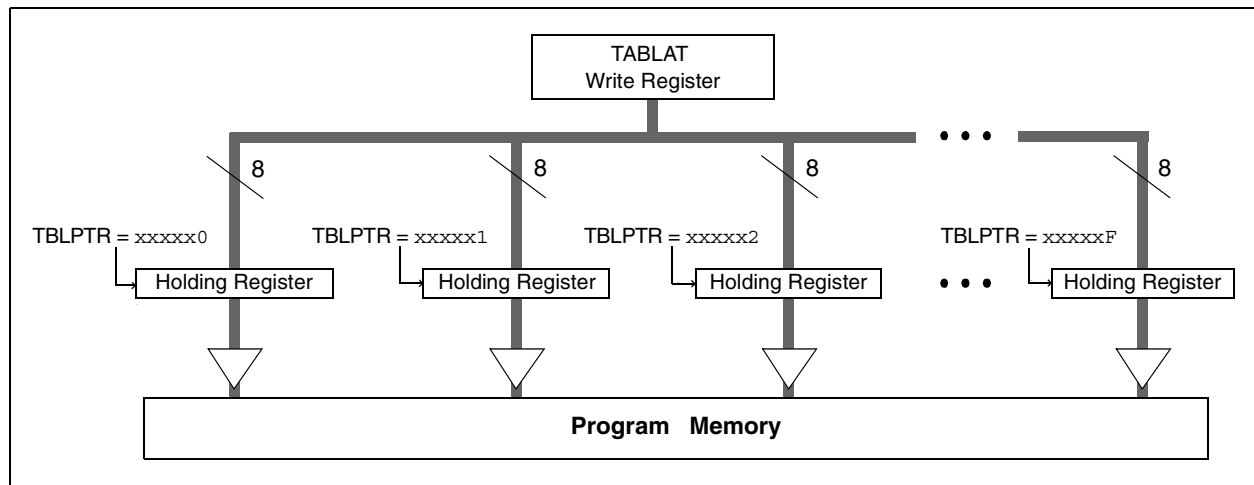 TABLAT
Write Register
• • •
8
8
8
8
TBLPTR = xxxxx0
TBLPTR = xxxxx1
TBLPTR = xxxxx2
TBLPTR = xxxxxF
Holding Register
Holding Register
Holding Register
• • •
Holding Register
Program Memory